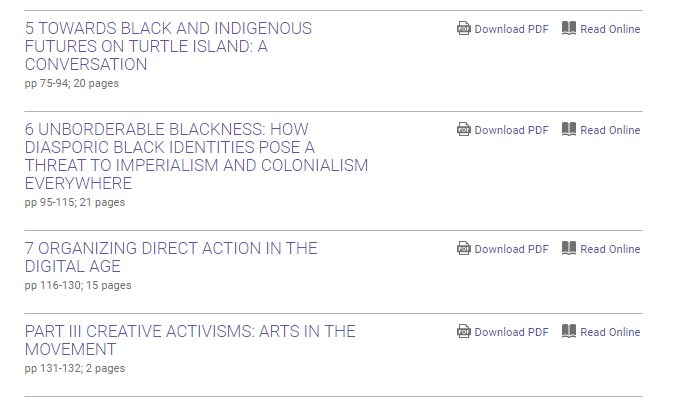 5 TOWARDS BLACK AND INDIGENOUS
FUTURES ON TURTLE ISLAND: A
CONVERSATION
pp 75-94; 20 pages
PDF Download PDF Read Online
6 UNBORDERABLE BLACKNESS: HOW
DIASPORIC BLACK IDENTITIES POSE A
THREAT TO IMPERIALISM AND COLONIALISM
EVERYWHERE
pp 95-115; 21 pages
PDF Download PDF Read Online
7 ORGANIZING DIRECT ACTION IN THE
DIGITAL AGE
pp 116-130; 15 pages
PDF Download PDF Read Online
PART III CREATIVE ACTIVISMS: ARTS IN THE
MOVEMENT
pp 131-132; 2 pages
PDF Download PDF Read Online